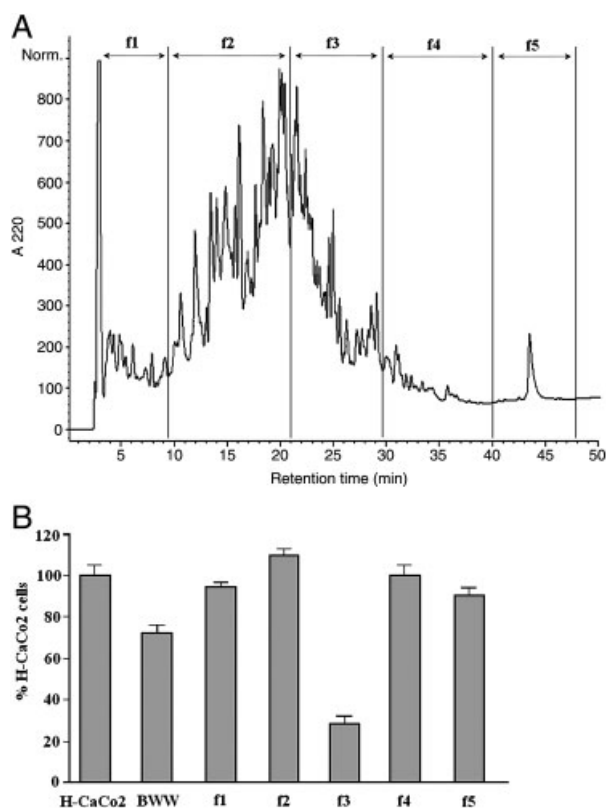 A
f1 f2 f3 f4 f5
Norm.
800
700
600
500
400
300
200
100
0
A 220
5 10 15 20 25 30 35 40 45 50
Retention time (min)
B
120
100
80
60
40
20
0
% H-CaCo2 cells
H-CaCo2 BWW f1 f2 f3 f4 f5